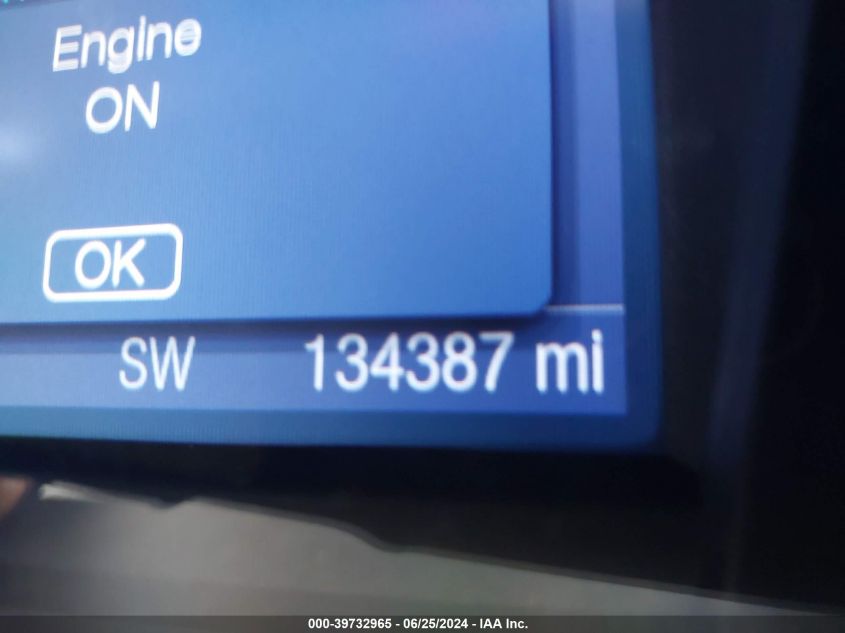 Engine
ON
OK
SW 134387 mi
000-39732965 - 06/25/2024 - IAA Inc.